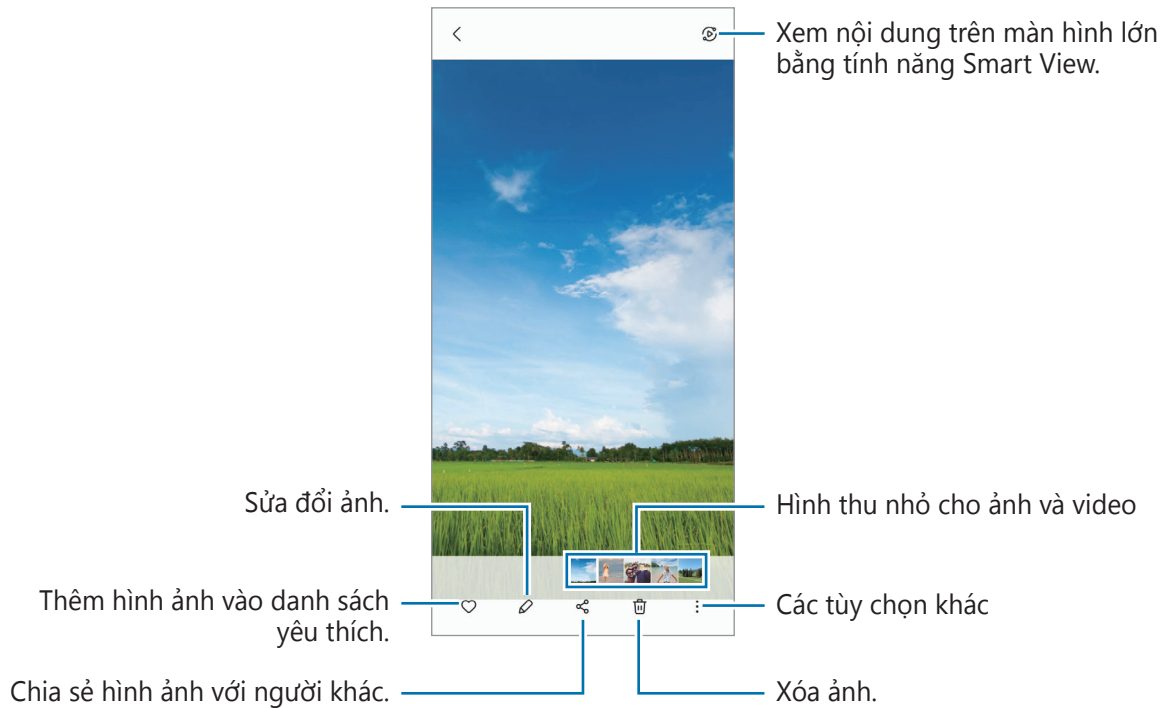 Xem nội dung trên màn hình lớn
bằng tính năng Smart View.
Sửa đổi ảnh.
Hình thu nhỏ cho ảnh và video
Thêm hình ảnh vào danh sách
yêu thích.
Các tùy chọn khác
Chia sẻ hình ảnh với người khác.
Xóa ảnh.